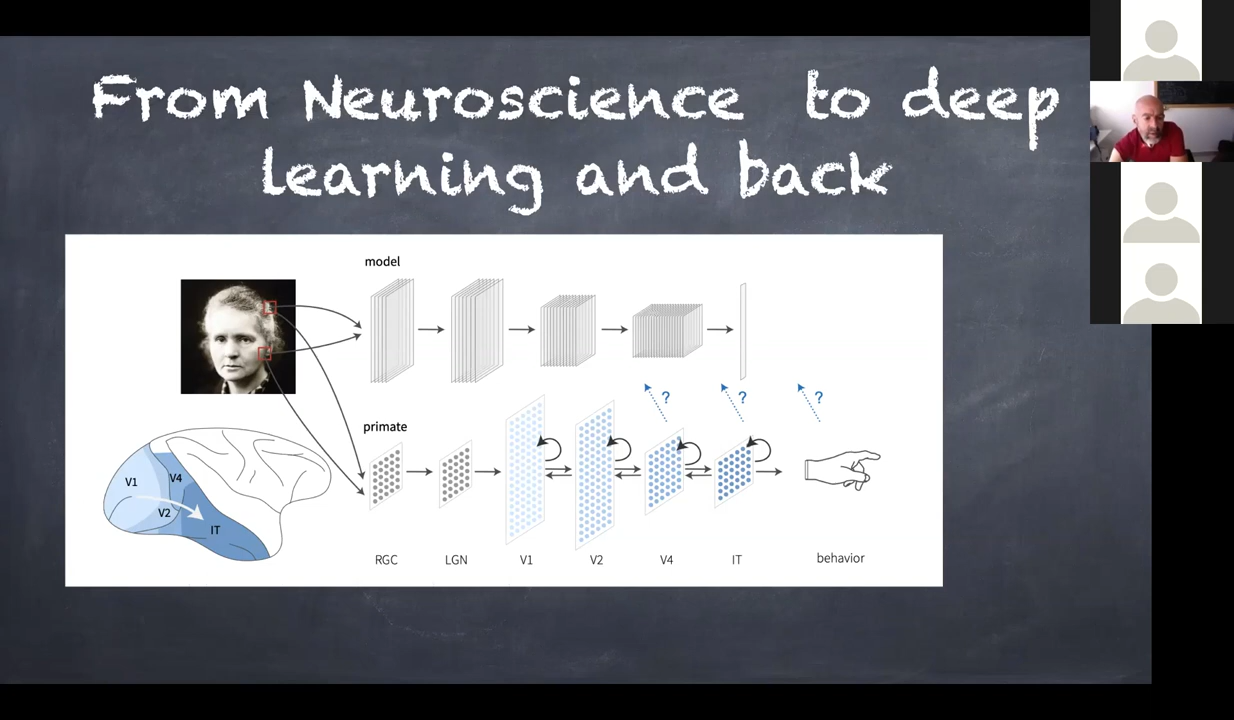 From Neuroscience to deep
learning and back
model
?
?
?
primate
V1
V4
V2
IT
RGC
LGN
V1
V2
V4
IT
behavior